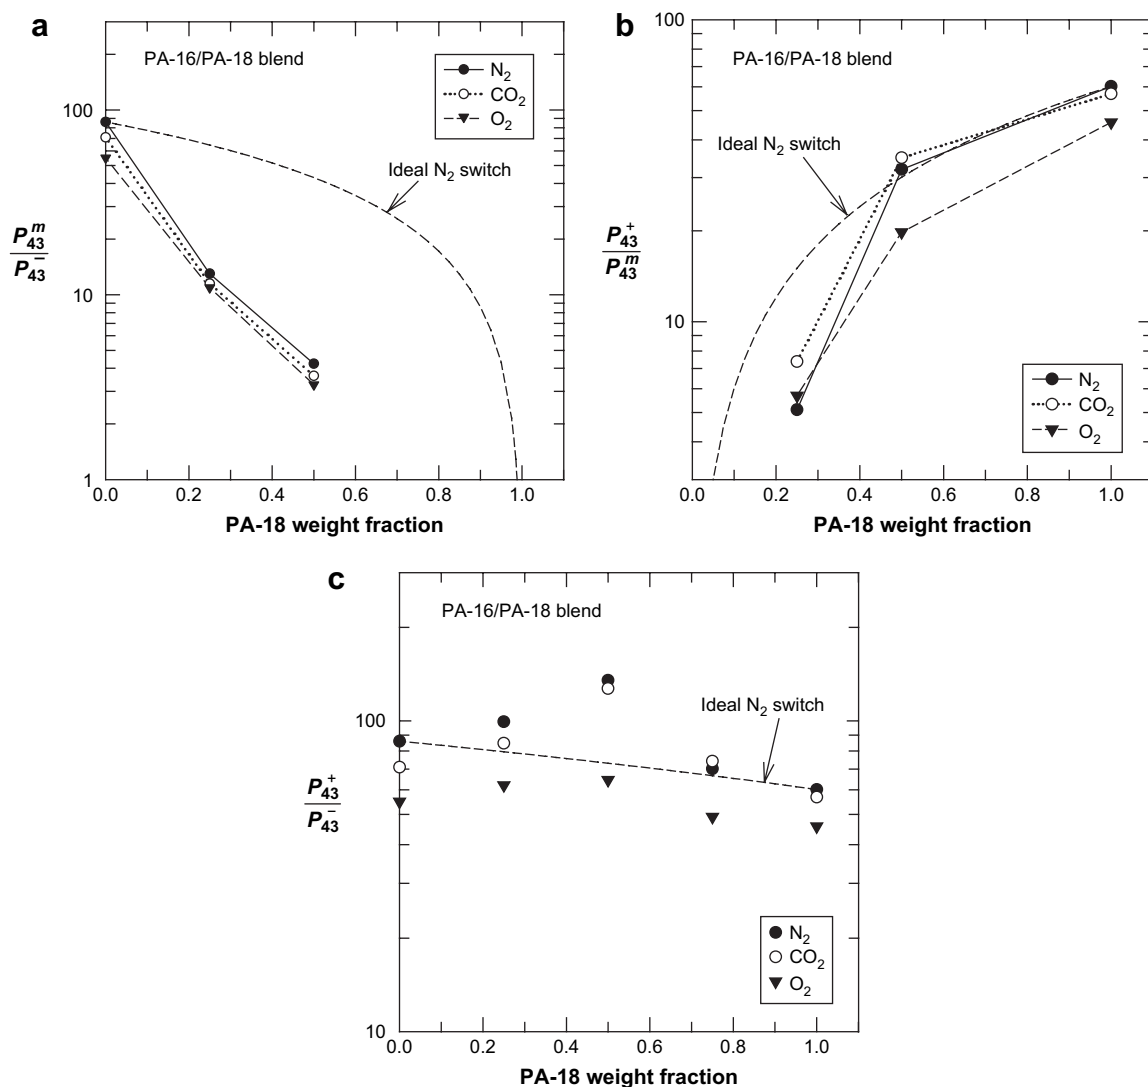 a
PA-16/PA-18 blend
N2
CO2
O2
Ideal N2 switch
P43^m
P43^-
100
10
1
0.0 0.2 0.4 0.6 0.8 1.0
PA-18 weight fraction
b
PA-16/PA-18 blend
Ideal N2 switch
P43^+
P43^m
100
10
N2
CO2
O2
0.0 0.2 0.4 0.6 0.8 1.0
PA-18 weight fraction
c
PA-16/PA-18 blend
Ideal N2 switch
P43^+
P43^-
100
10
N2
CO2
O2
0.0 0.2 0.4 0.6 0.8 1.0
PA-18 weight fraction